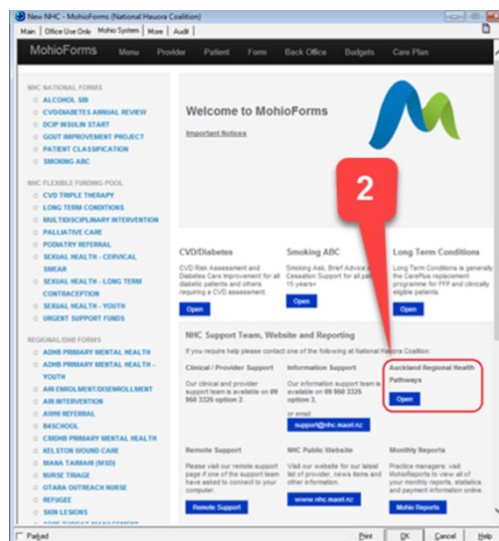 New NHC - MohioForms (National Hauora Coalition)
Main Office Use Only Mohio System More Audit
MohioForms Menu Provider Patient Form Back Office Budgets Care Plan
NHC NATIONAL FORMS
ALCOHOL SBI
CVD/DIABETES ANNUAL REVIEW
DCIP INSULIN START
GOUT IMPROVEMENT PROJECT
PATIENT CLASSIFICATION
SMOKING ABC
NHC FLEXIBLE FUNDING POOL
CVD TRIPLE THERAPY
LONG TERM CONDITIONS
MULTIDISCIPLINARY INTERVENTION
PALLIATIVE CARE
PODIATRY REFERRAL
SEXUAL HEALTH - CERVICAL
SMEAR
SEXUAL HEALTH - LONG TERM
CONTRACEPTION
SEXUAL HEALTH - YOUTH
URGENT SUPPORT FUNDS
REGIONAL/DHB FORMS
ADHB PRIMARY MENTAL HEALTH
ADHB PRIMARY MENTAL HEALTH -
YOUTH
ARI ENROLMENT/DISENROLLMENT
ARI INTERVENTION
AWHI REFERRAL
B4SCHOOL
CMDHB PRIMARY MENTAL HEALTH
KELSTON WOUND CARE
MANA TAIMAHI (MSD)
NURSE TRIAGE
OTARA OUTREACH NURSE
REFUGEE
SKIN LESIONS
SORE THROAT MANAGEMENT
Welcome to MohioForms
Important Notices
2
CVD/Diabetes
CVD Risk Assessment and
Diabetes Care Improvement for all
diabetic patients and others
requiring a CVD assessment.
Open
Smoking ABC
Smoking Ask, Brief Advice &
Cessation Support for all patients
15 years+
Open
Long Term Conditions
Long Term Conditions is generally
the CarePlus replacement
programme for FFP and clinically
eligible patients.
Open
NHC Support Team, Website and Reporting
If you require help please contact one of the following at National Hauora Coalition:
Clinical / Provider Support
Our clinical and provider
support team is available on 09
950 3325 option 2.
Information Support
Our information support team is
available on 09 950 3325
option 3,
or email
support@nhc.maori.nz
Auckland Regional Health
Pathways
Open
Remote Support
Please visit our remote support
page if one of the support team
have asked to connect to your
computer.
Remote Support
NHC Public Website
Visit our website for our latest
list of provider, news items and
other information.
www.nhc.maori.nz
Monthly Reports
Practice managers: visit
MohioReports to view all of
your monthly reports, statistics
and payment information online.
Mohio Reports
Parked Print OK Cancel Help